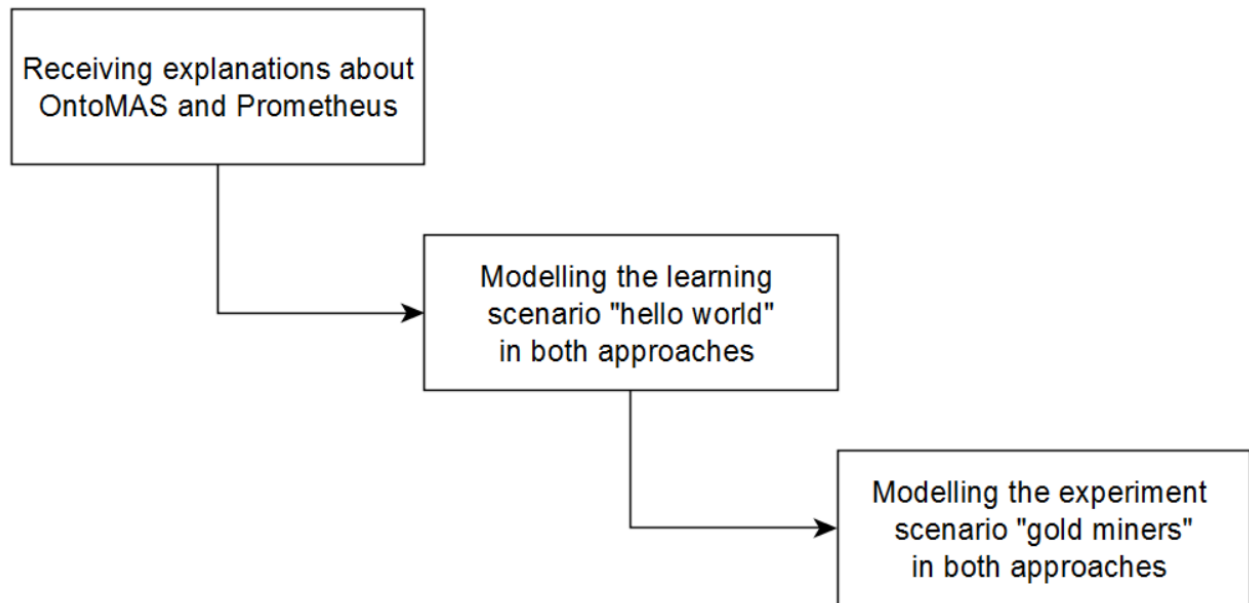 Receiving explanations about
OntoMAS and Prometheus
Modelling the learning
scenario "hello world"
in both approaches
Modelling the experiment
scenario "gold miners"
in both approaches